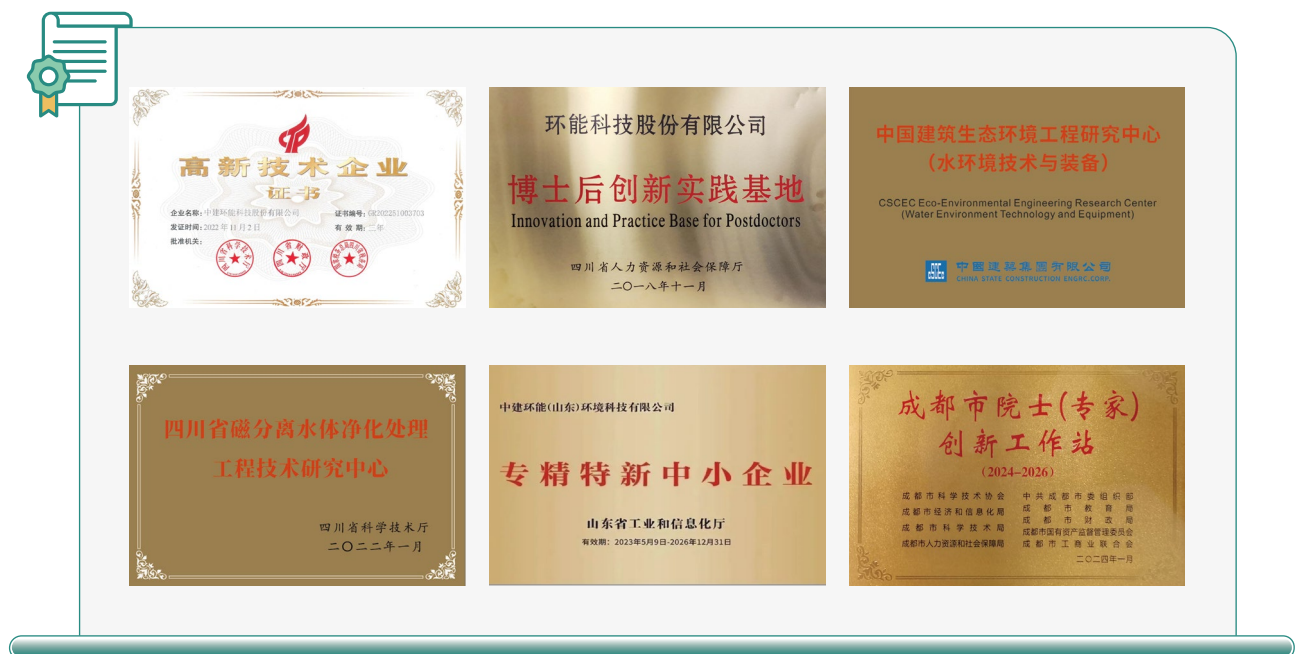 高新技术企业
证书
企业名称：中建环能科技股份有限公司
证书编号：GR202251003703
发证时间：2022年11月2日
有 效 期：三年
批准机关：
四川省科学技术厅
四川省财政厅
环能科技股份有限公司
博士后创新实践基地
Innovation and Practice Base for Postdoctors
四川省人力资源和社会保障厅
二〇一八年十一月
中国建筑生态环境工程研究中心
（水环境技术与装备）
CSCEC Eco-Environmental Engineering Research Center
(Water Environment Technology and Equipment)
中国建筑集团有限公司
CHINA STATE CONSTRUCTION ENGRG.CORP.
四川省磁分离水体净化处理
工程技术研究中心
四川省科学技术厅
二〇二二年一月
中建环能(山东)环境科技有限公司
专精特新中小企业
山东省工业和信息化厅
有效期：2023年5月9日-2026年12月31日
成都市院士(专家)
创新工作站
(2024–2026)
成都市科学技术协会
中共成都市委组织部
成都市经济和信息化局
成都市教育局
成都市科学技术局
成都市财政局
成都市国有资产监督管理委员会
成都市人力资源和社会保障局
成都市工商业联合会
二〇二四年一月